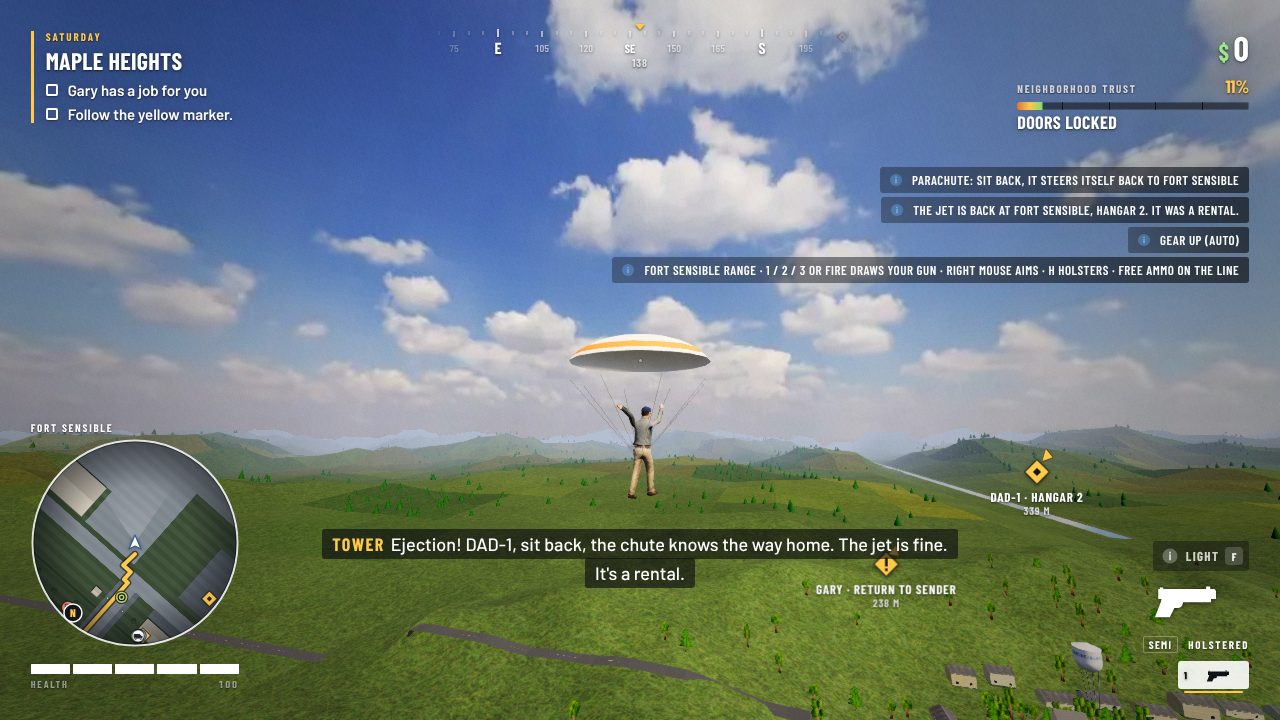 SATURDAY
MAPLE HEIGHTS
Gary has a job for you
Follow the yellow marker.
75 E 105 120 SE 150 165 S 195
138
$0
NEIGHBORHOOD TRUST 11%
DOORS LOCKED
PARACHUTE: SIT BACK, IT STEERS ITSELF BACK TO FORT SENSIBLE
THE JET IS BACK AT FORT SENSIBLE, HANGAR 2. IT WAS A RENTAL.
GEAR UP (AUTO)
FORT SENSIBLE RANGE · 1 / 2 / 3 OR FIRE DRAWS YOUR GUN · RIGHT MOUSE AIMS · H HOLSTERS · FREE AMMO ON THE LINE
FORT SENSIBLE
N
HEALTH 100
DAD-1 · HANGAR 2
339 M
TOWER Ejection! DAD-1, sit back, the chute knows the way home. The jet is fine.
It's a rental.
GARY · RETURN TO SENDER
238 M
LIGHT F
SEMI HOLSTERED
1